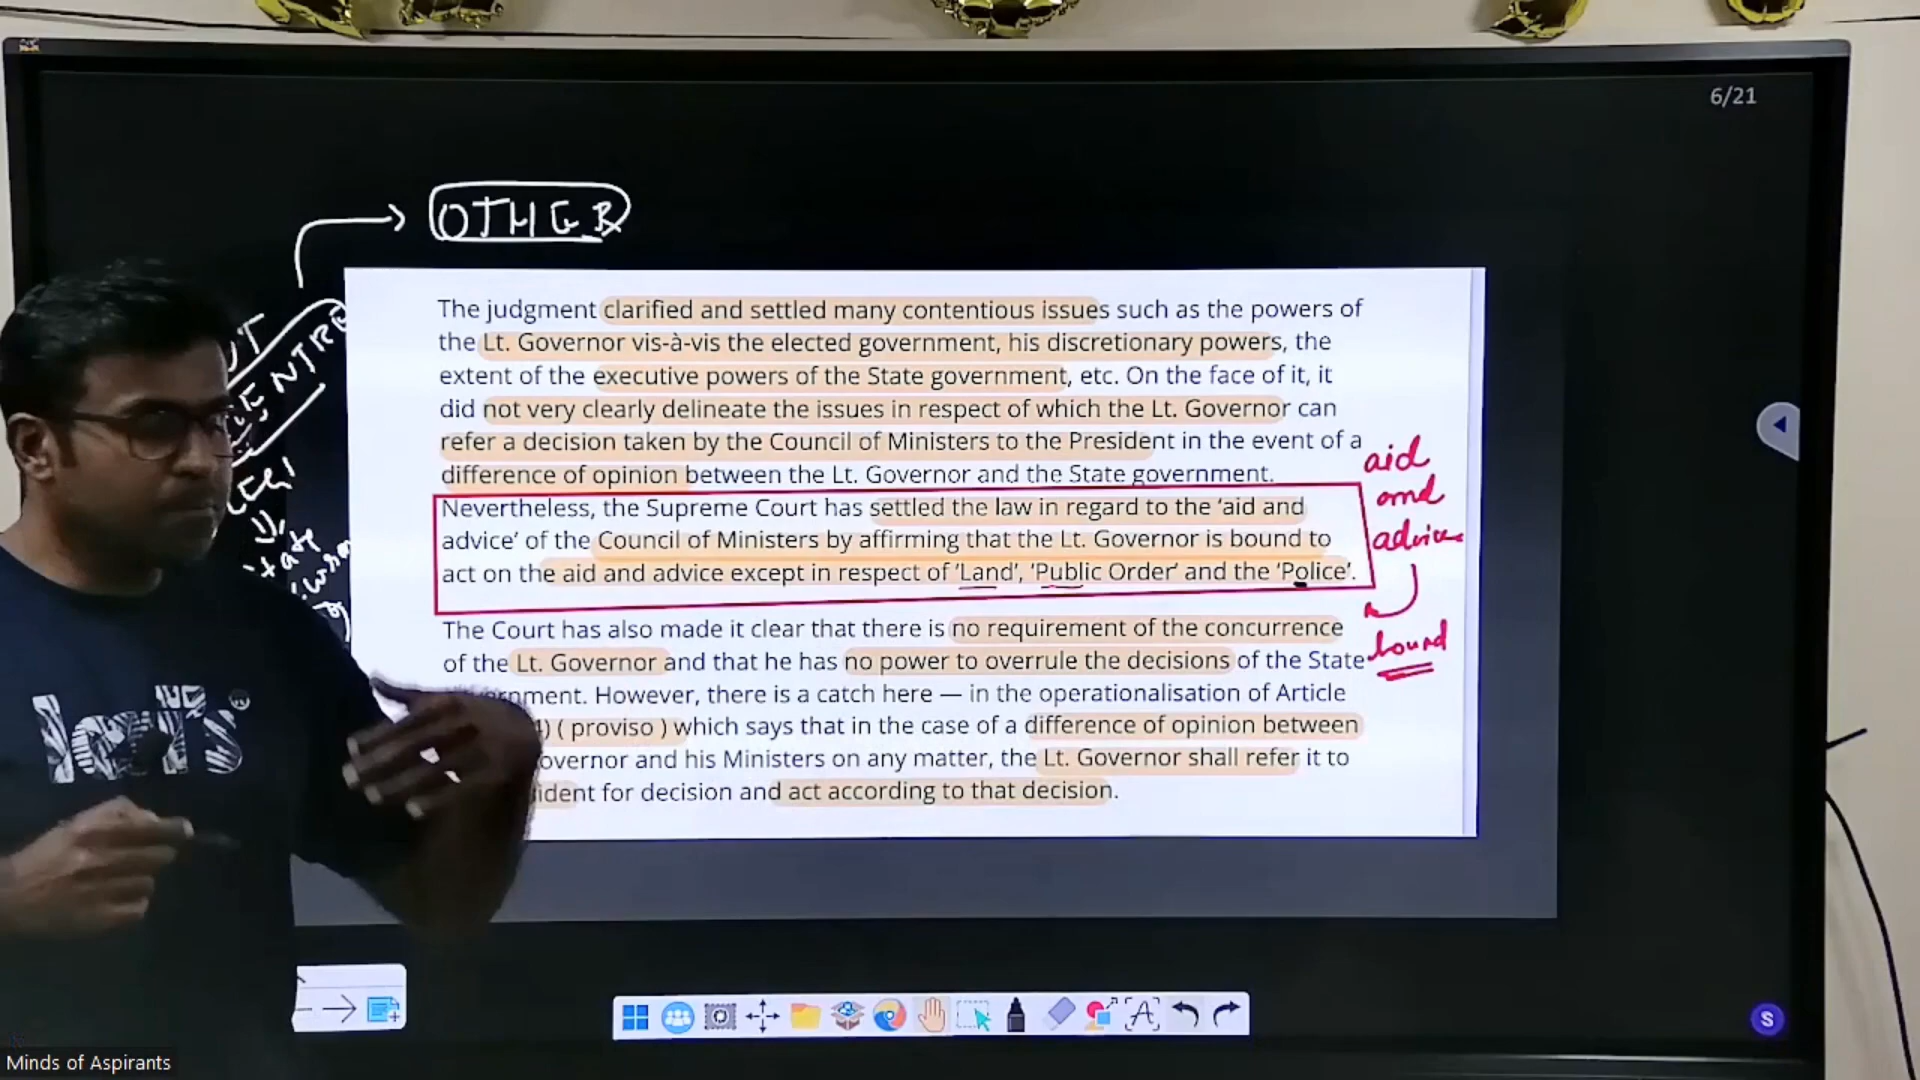 6/21
OTHER
The judgment clarified and settled many contentious issues such as the powers of
the Lt. Governor vis-à-vis the elected government, his discretionary powers, the
extent of the executive powers of the State government, etc. On the face of it, it
did not very clearly delineate the issues in respect of which the Lt. Governor can
refer a decision taken by the Council of Ministers to the President in the event of a
difference of opinion between the Lt. Governor and the State government.
Nevertheless, the Supreme Court has settled the law in regard to the ‘aid and
advice’ of the Council of Ministers by affirming that the Lt. Governor is bound to
act on the aid and advice except in respect of ‘Land’, ‘Public Order’ and the ‘Police’.
The Court has also made it clear that there is no requirement of the concurrence
of the Lt. Governor and that he has no power to overrule the decisions of the State
However, there is a catch here — in the operationalisation of Article
( proviso ) which says that in the case of a difference of opinion between
and his Ministers on any matter, the Lt. Governor shall refer it to
for decision and act according to that decision.
aid
and
advice
bound
S
Minds of Aspirants